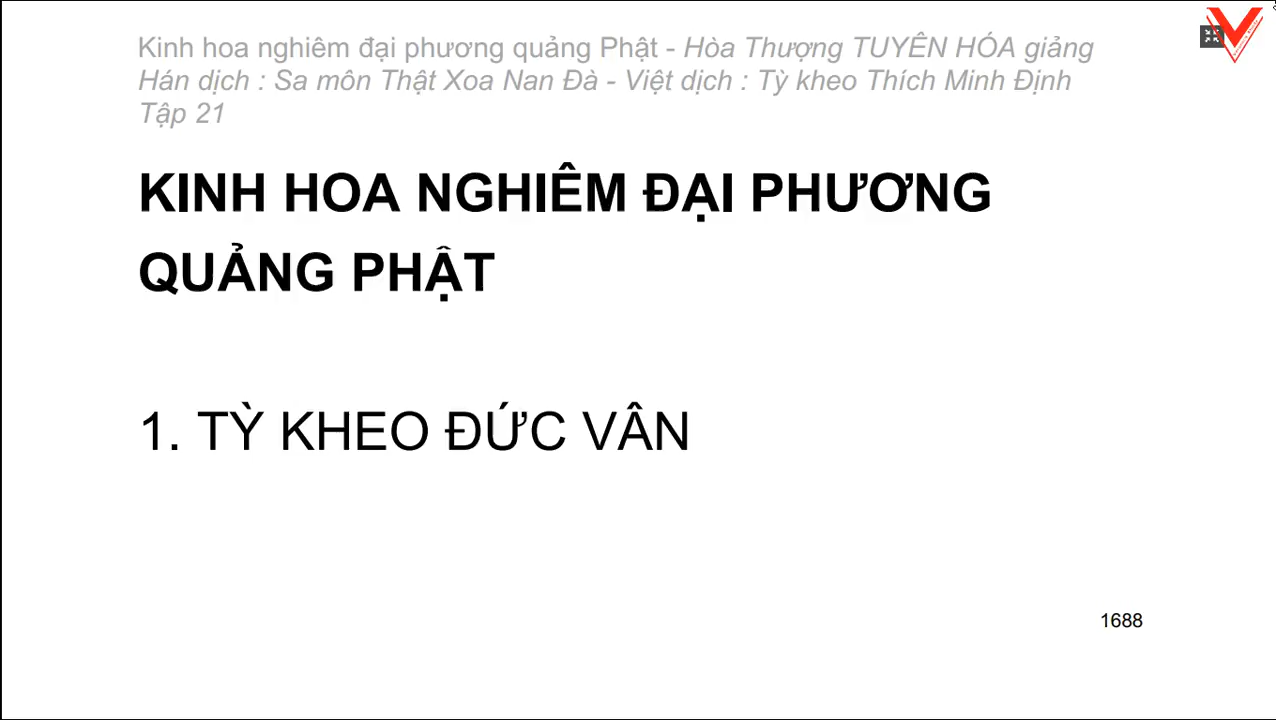 Kinh hoa nghiêm đại phương quảng Phật - Hòa Thượng TUYÊN HÓA giảng
Hán dịch : Sa môn Thật Xoa Nan Đà - Việt dịch : Tỳ kheo Thích Minh Định
Tập 21
KINH HOA NGHIÊM ĐẠI PHƯƠNG
QUẢNG PHẬT
1. TỲ KHEO ĐỨC VÂN
1688